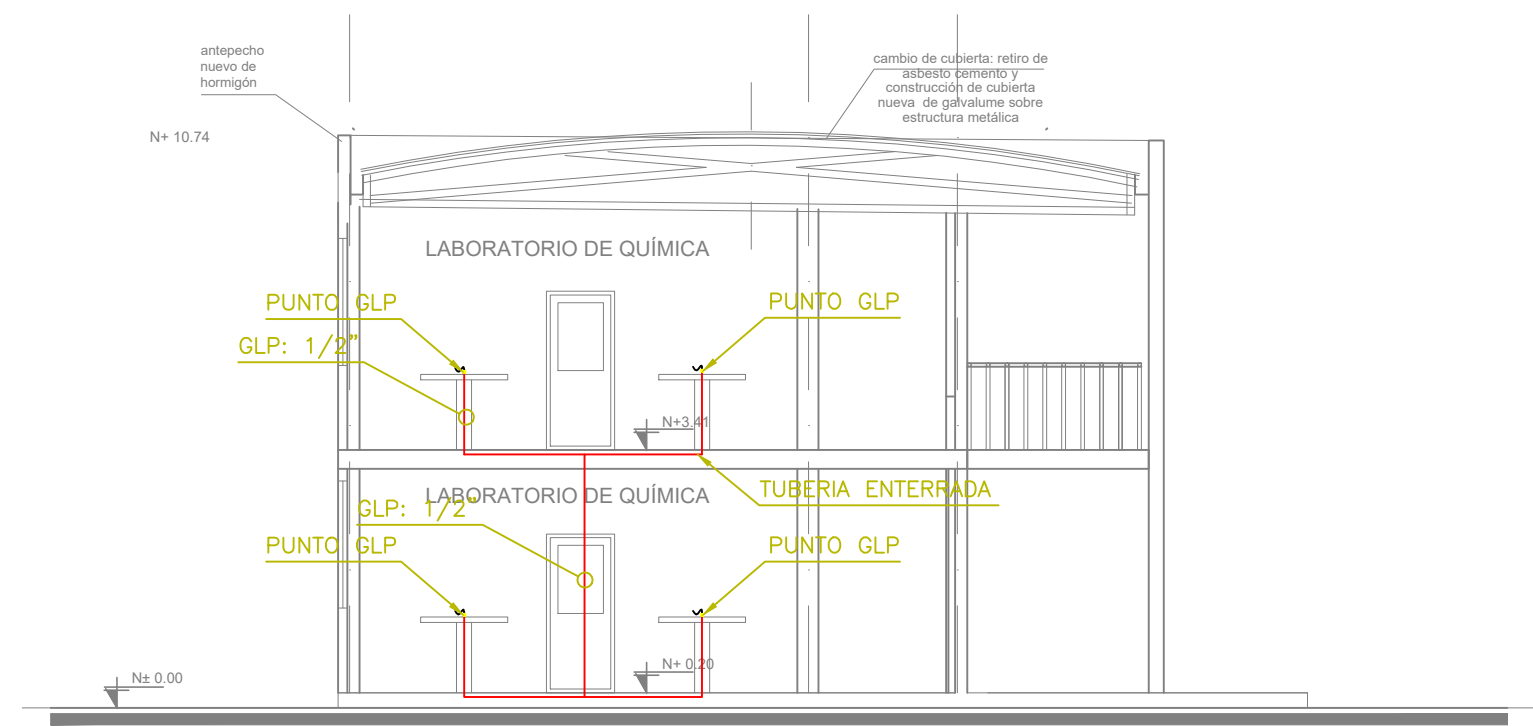 antepecho
nuevo de
hormigón
cambio de cubierta: retiro de
asbesto cemento y
construcción de cubierta
nueva de galvalume sobre
estructura metálica
N+ 10.74
LABORATORIO DE QUÍMICA
PUNTO GLP
PUNTO GLP
GLP: 1/2"
N+3.41
LABORATORIO DE QUÍMICA
TUBERIA ENTERRADA
GLP: 1/2"
PUNTO GLP
PUNTO GLP
N+ 0.20
N± 0.00